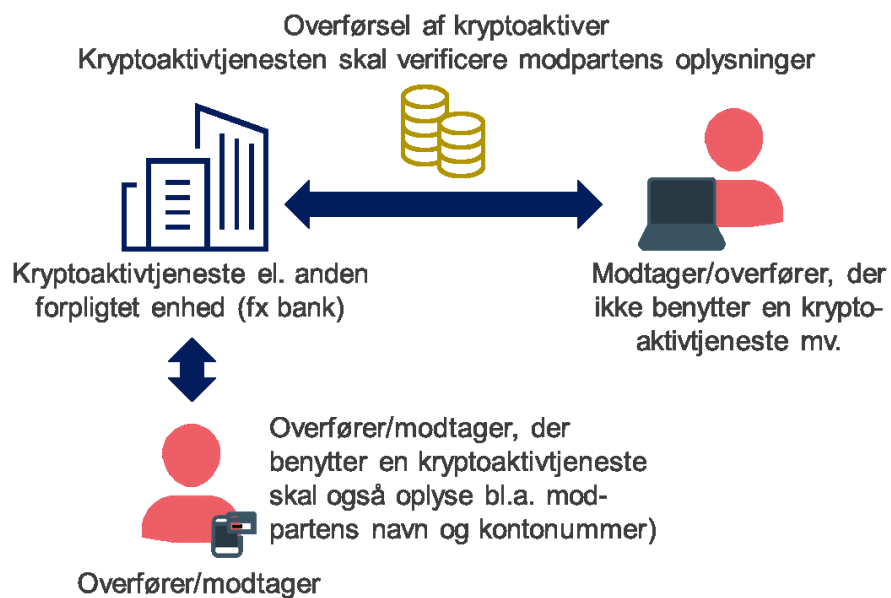 Overførsel af kryptoaktiver
Kryptoaktivtjenesten skal verificere modpartens oplysninger
Kryptoaktivtjeneste el. anden
forpligtet enhed (fx bank)
Modtager/overfører, der
ikke benytter en krypto-
aktivtjeneste mv.
Overfører/modtager, der
benytter en kryptoaktivtjeneste
skal også oplyse bl.a. mod-
partens navn og kontonummer)
Overfører/modtager